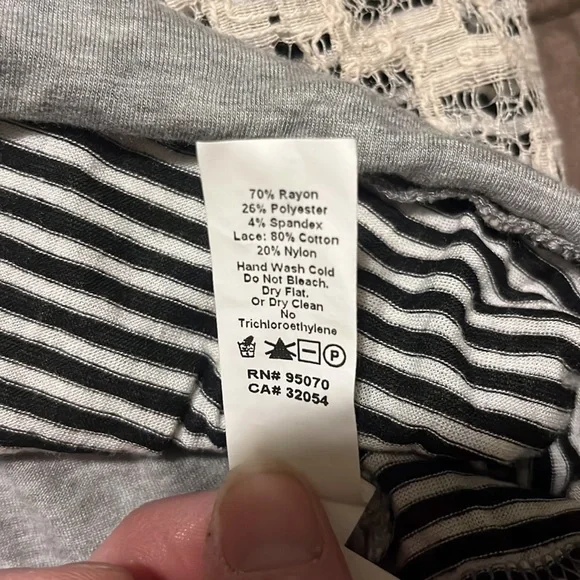 70% Rayon
26% Polyester
4% Spandex
Lace: 80% Cotton
20% Nylon
Hand Wash Cold
Do Not Bleach.
Dry Flat.
Or Dry Clean
No
Trichloroethylene
P
RN# 95070
CA# 32054